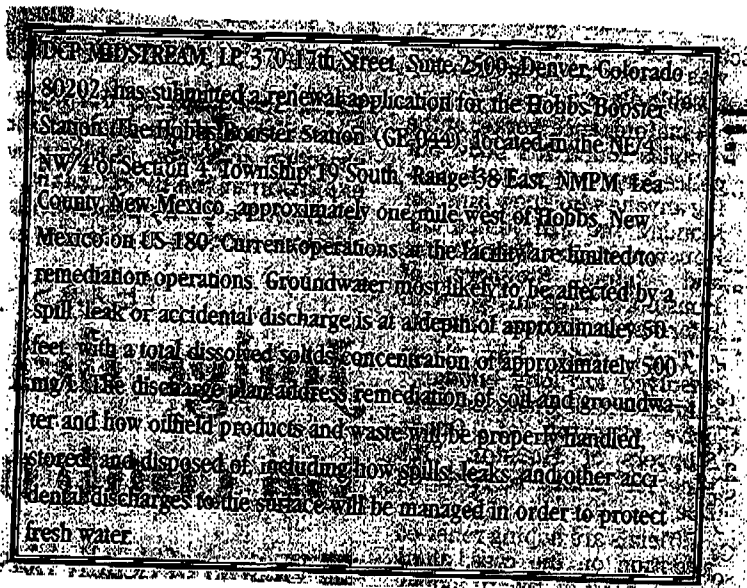 DCP MIDSTREAM, LP, 370 17th Street, Suite 2500, Denver, Colorado
80202, has submitted a renewal application for the Hobbs Booster
Station (The Hobbs Booster Station (GW-044), located in the NE/4
NW/4 of Section 4, Township 19 South, Range 38 East, NMPM, Lea
County, New Mexico, approximately one mile west of Hobbs, New
Mexico on US-180. Current operations at the facility are limited to
remediation operations. Groundwater most likely to be affected by a
spill, leak or accidental discharge is at a depth of approximatley 50
feet, with a total dissolved solids concentration of approximately 500
mg/L. The discharge plan address remediation of soil and groundwa-
ter and how oilfield products and waste will be properly handled
stored, and disposed of, including how spills, leaks, and other acci-
dental discharges to the surface will be managed in order to protect
fresh water.